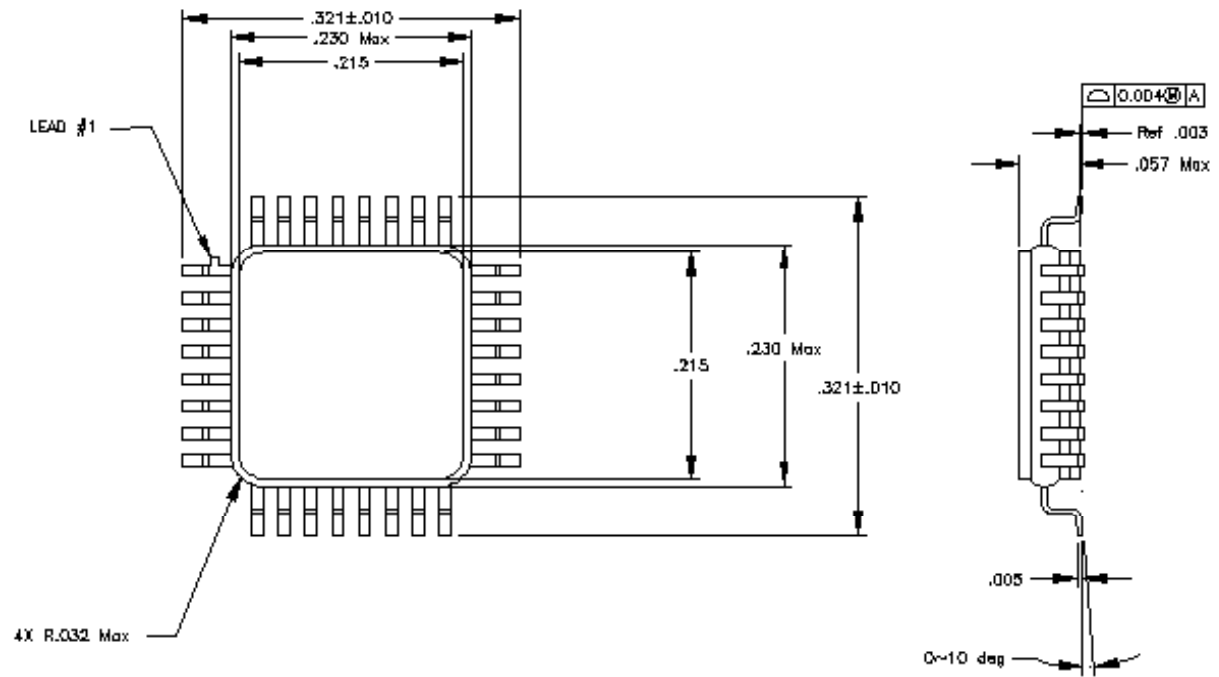 .321±.010
.230 Max
.215
LEAD #1
0.004Ⓜ A
Ref .003
.057 Max
.215
.230 Max
.321±.010
.005
4X R.032 Max
0~10 deg